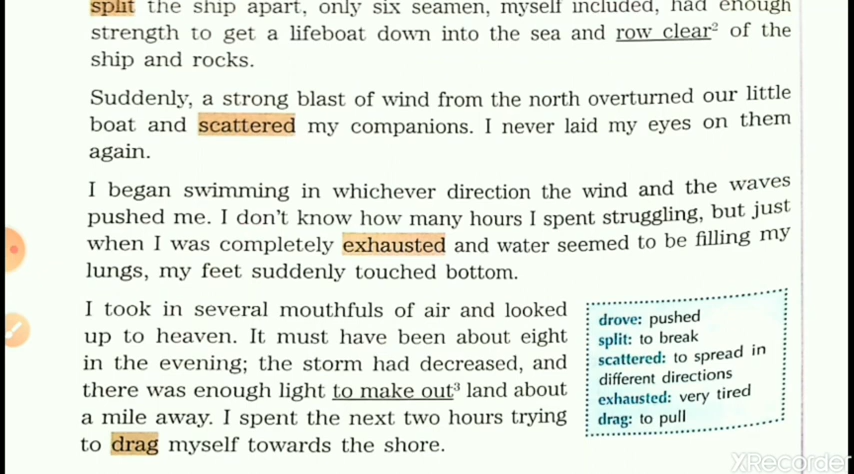 split the ship apart, only six seamen, myself included, had enough
strength to get a lifeboat down into the sea and row clear² of the
ship and rocks.
Suddenly, a strong blast of wind from the north overturned our little
boat and scattered my companions. I never laid my eyes on them
again.
I began swimming in whichever direction the wind and the waves
pushed me. I don't know how many hours I spent struggling, but just
when I was completely exhausted and water seemed to be filling my
lungs, my feet suddenly touched bottom.
I took in several mouthfuls of air and looked
up to heaven. It must have been about eight
in the evening; the storm had decreased, and
there was enough light to make out³ land about
a mile away. I spent the next two hours trying
to drag myself towards the shore.
drove: pushed
split: to break
scattered: to spread in
different directions
exhausted: very tired
drag: to pull
XRecorder